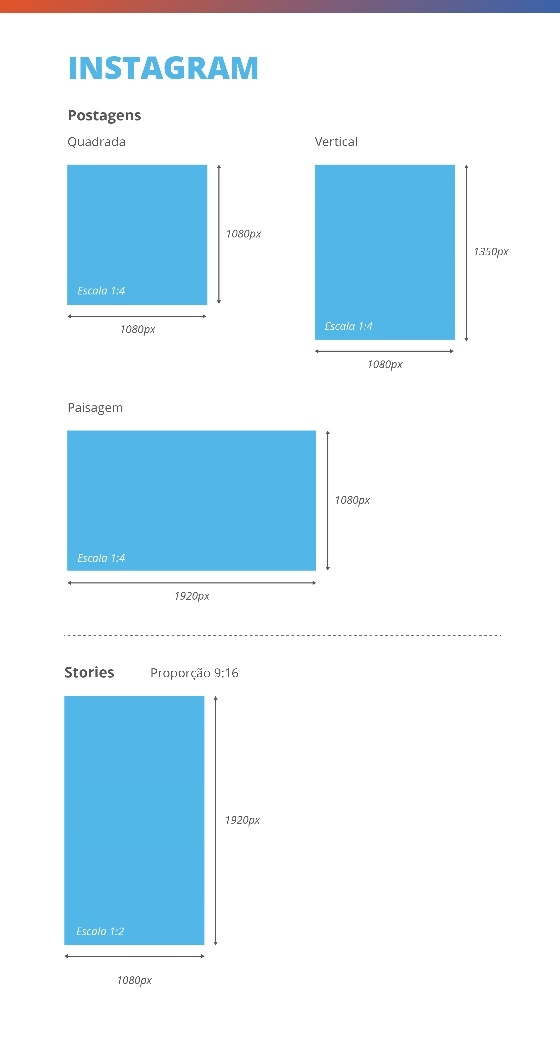 INSTAGRAM
Postagens
Quadrada
Vertical
1080px
1350px
Escala 1:4
Escala 1:4
1080px
1080px
Paisagem
1080px
Escala 1:4
1920px
Stories
Proporção 9:16
1920px
Escala 1:2
1080px